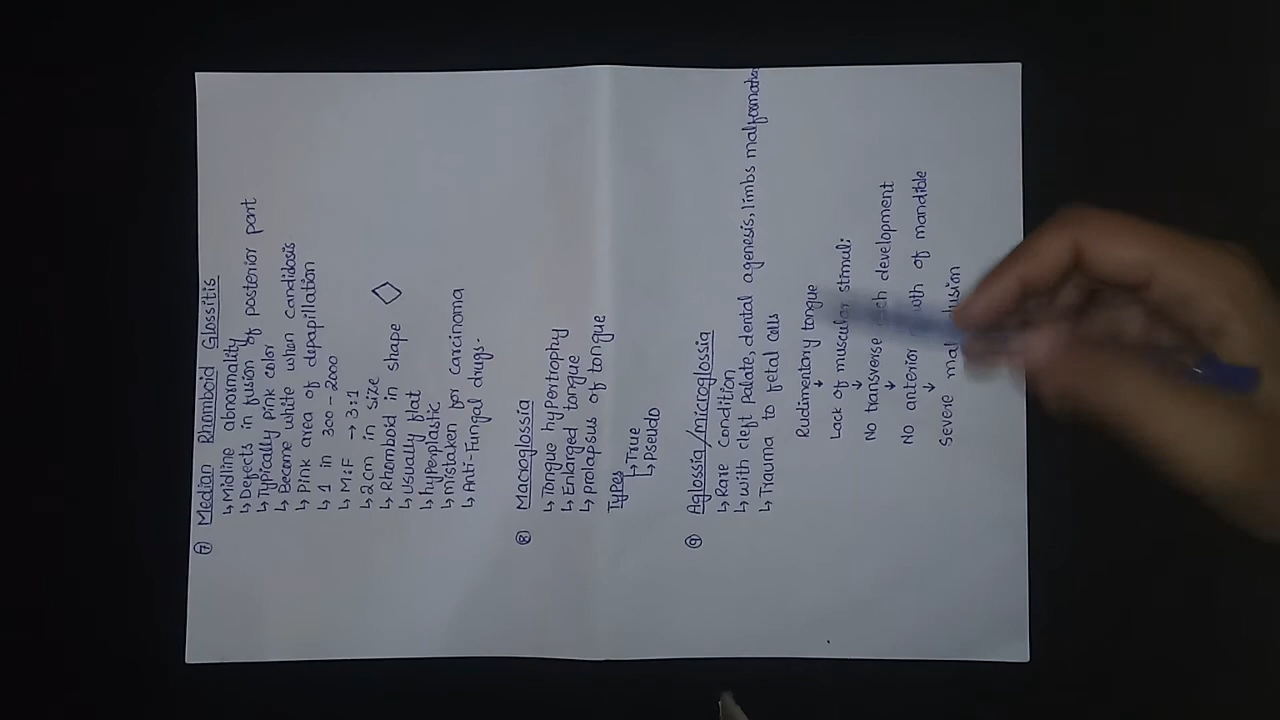 ⑦ Median Rhomboid Glossitis
↳ Midline abnormality
↳ Defects in fusion of posterior part
↳ Typically pink color
↳ Become white when candidosis
↳ Pink area of depapillation
↳ 1 in 300 - 2000
↳ M:F → 3:1
↳ 2cm in size
↳ Rhomboid in shape ◇
↳ Usually flat
↳ hyperplastic
↳ mistaken for carcinoma
↳ Anti-Fungal drugs.
⑧ Macroglossia
↳ Tongue hypertrophy
↳ Enlarged tongue
↳ prolapsus of tongue
Types
↳ True
↳ Pseudo
⑨ Aglossia/microglossia
↳ Rare Condition
↳ with cleft palate, dental agenesis, limbs malformation
↳ Trauma to fetal cells
Rudimentory tongue
↓
Lack of muscular stimuli
↓
No transverse development
↓
No anterior of mandible
↓
Severe